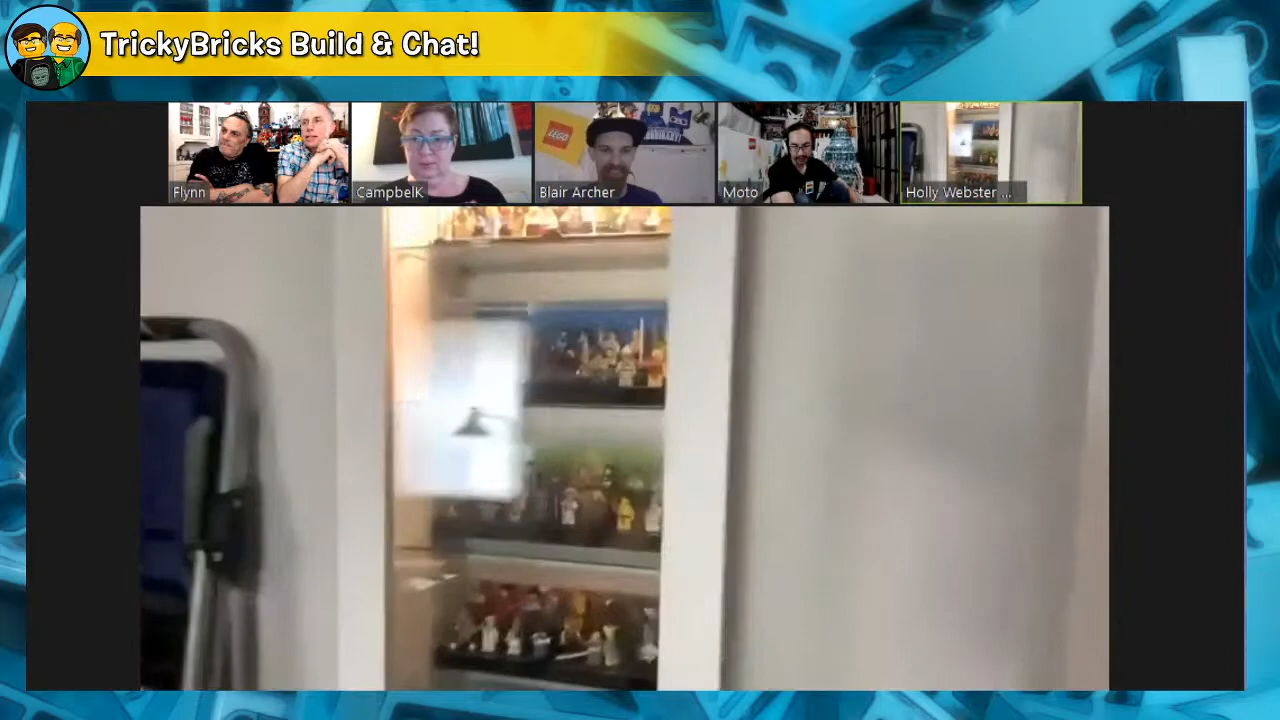 TrickyBricks Build & Chat!
LEGO
Flynn
CampbelK
Blair Archer
Moto
Holly Webster ...